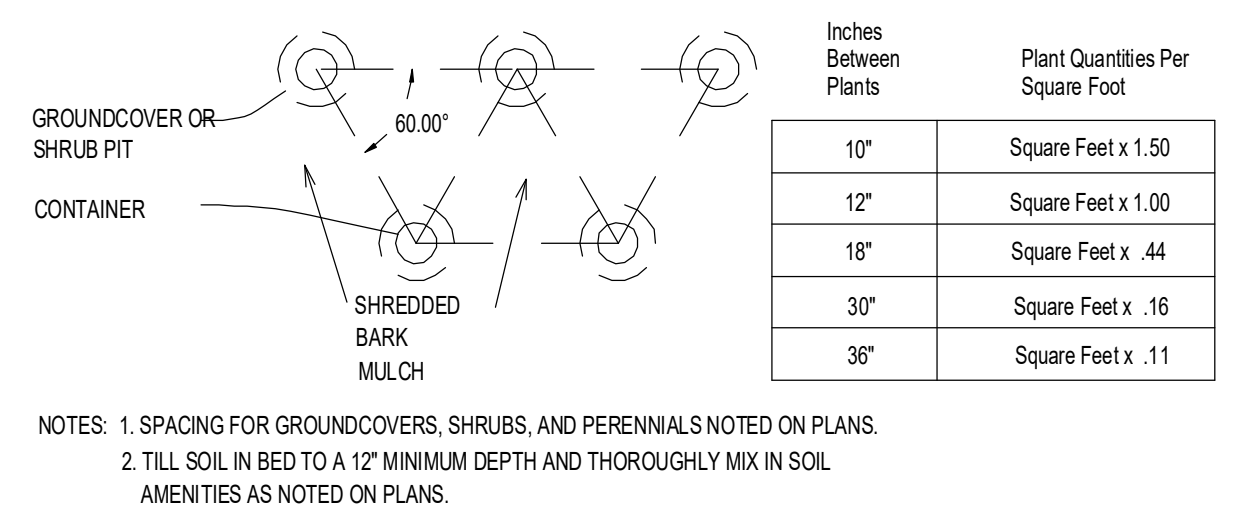 GROUNDCOVER OR
SHRUB PIT
60.00°
CONTAINER
SHREDDED
BARK
MULCH
Inches
Between
Plants
Plant Quantities Per
Square Foot
10" Square Feet x 1.50
12" Square Feet x 1.00
18" Square Feet x .44
30" Square Feet x .16
36" Square Feet x .11
NOTES: 1. SPACING FOR GROUNDCOVERS, SHRUBS, AND PERENNIALS NOTED ON PLANS.
2. TILL SOIL IN BED TO A 12" MINIMUM DEPTH AND THOROUGHLY MIX IN SOIL
AMENITIES AS NOTED ON PLANS.